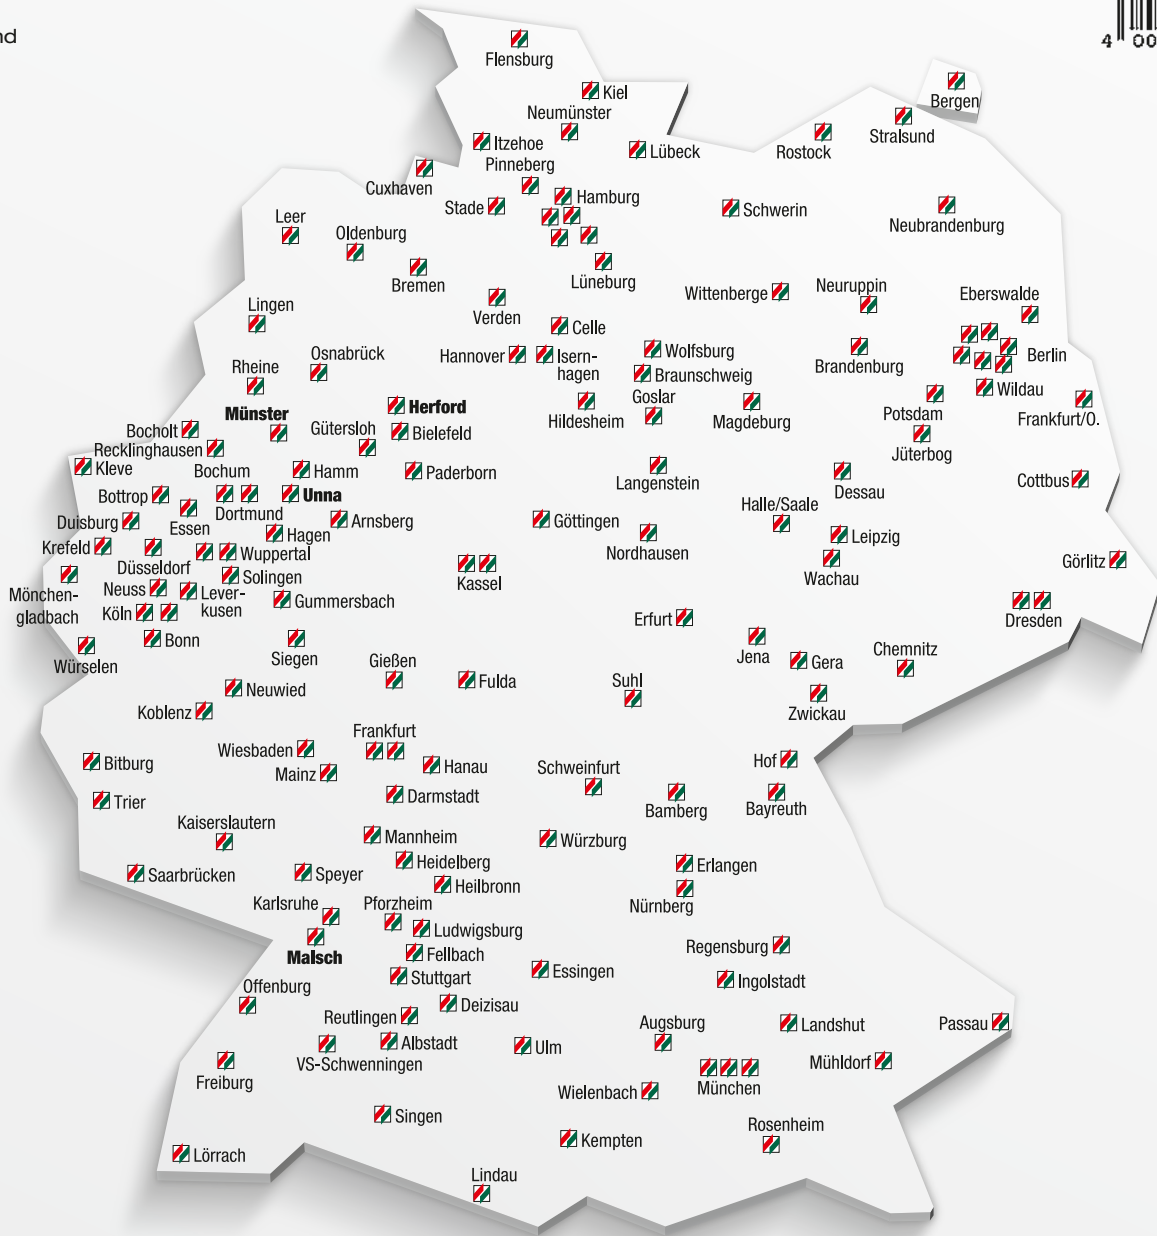 nd
4 00
Flensburg
Kiel
Neumünster
Bergen
Stralsund
Rostock
Itzehoe
Lübeck
Pinneberg
Cuxhaven
Hamburg
Stade
Schwerin
Neubrandenburg
Leer
Oldenburg
Bremen
Lüneburg
Verden
Wittenberge
Neuruppin
Eberswalde
Lingen
Celle
Hannover
Isern-
hagen
Wolfsburg
Braunschweig
Brandenburg
Berlin
Osnabrück
Rheine
Wildau
Potsdam
Frankfurt/O.
Münster
Herford
Hildesheim
Goslar
Magdeburg
Jüterbog
Bocholt
Recklinghausen
Gütersloh
Bielefeld
Kleve
Bochum
Hamm
Paderborn
Langenstein
Dessau
Cottbus
Bottrop
Unna
Duisburg
Essen
Dortmund
Arnsberg
Göttingen
Halle/Saale
Hagen
Nordhausen
Leipzig
Krefeld
Düsseldorf
Wuppertal
Wachau
Görlitz
Solingen
Kassel
Mönchen-
gladbach
Neuss
Lever-
kusen
Köln
Gummersbach
Erfurt
Dresden
Bonn
Würselen
Siegen
Jena
Gera
Chemnitz
Gießen
Fulda
Suhl
Neuwied
Zwickau
Koblenz
Frankfurt
Wiesbaden
Mainz
Hanau
Bitburg
Hof
Schweinfurt
Trier
Darmstadt
Bamberg
Bayreuth
Kaiserslautern
Mannheim
Würzburg
Heidelberg
Erlangen
Saarbrücken
Speyer
Heilbronn
Nürnberg
Karlsruhe
Pforzheim
Ludwigsburg
Malsch
Fellbach
Regensburg
Stuttgart
Essingen
Ingolstadt
Offenburg
Deizisau
Reutlingen
Augsburg
Landshut
Passau
Albstadt
VS-Schwenningen
Ulm
Freiburg
Mühldorf
München
Wielenbach
Singen
Rosenheim
Kempten
Lörrach
Lindau